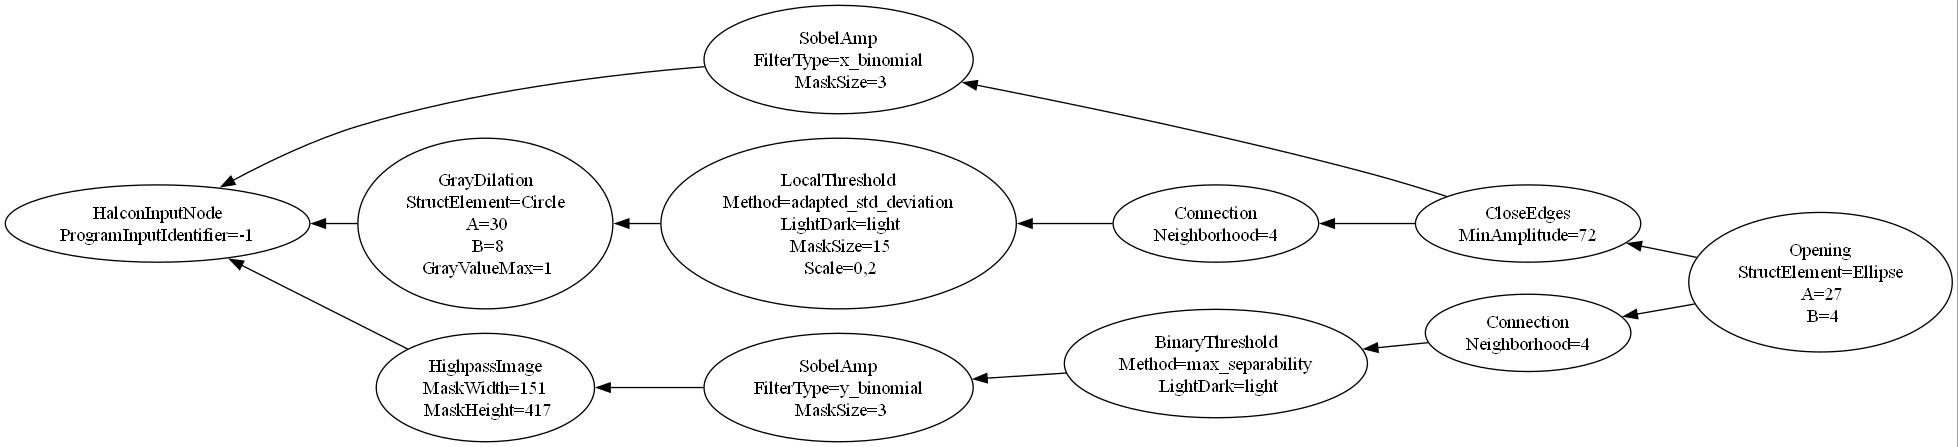 SobelAmp
FilterType=x_binomial
MaskSize=3
GrayDilation
StructElement=Circle
A=30
B=8
GrayValueMax=1
LocalThreshold
Method=adapted_std_deviation
LightDark=light
MaskSize=15
Scale=0,2
HalconInputNode
ProgramInputIdentifier=-1
Connection
Neighborhood=4
CloseEdges
MinAmplitude=72
Opening
StructElement=Ellipse
A=27
B=4
HighpassImage
MaskWidth=151
MaskHeight=417
SobelAmp
FilterType=y_binomial
MaskSize=3
BinaryThreshold
Method=max_separability
LightDark=light
Connection
Neighborhood=4